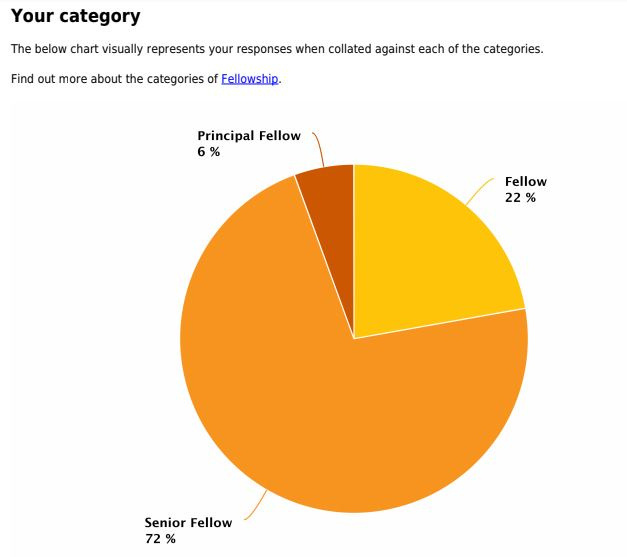 Your category
The below chart visually represents your responses when collated against each of the categories.
Find out more about the categories of Fellowship.
Principal Fellow
6 %
Fellow
22 %
Senior Fellow
72 %